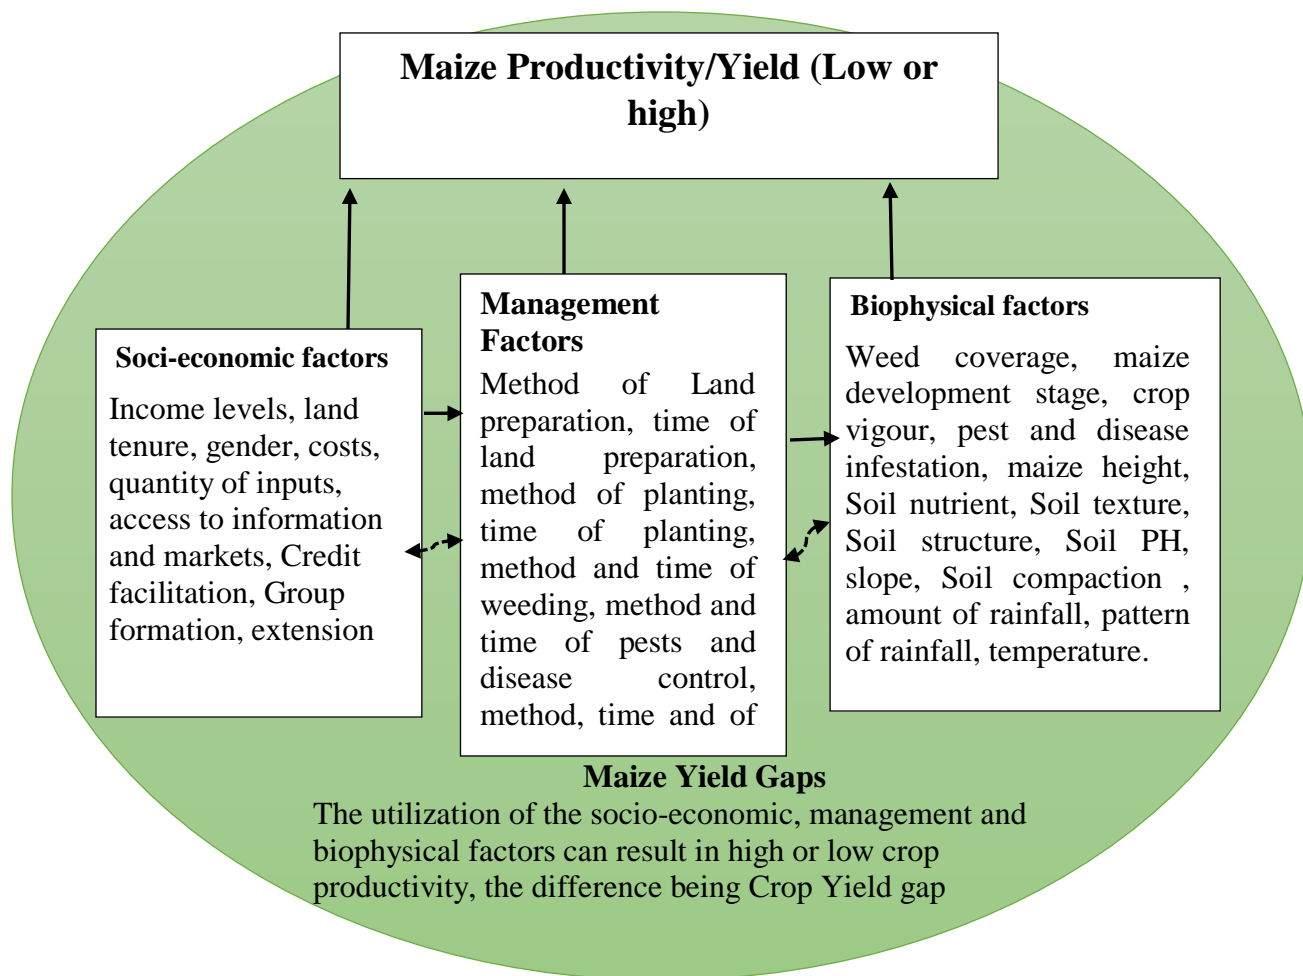 Maize Productivity/Yield (Low or
high)
Soci-economic factors
Income levels, land
tenure, gender, costs,
quantity of inputs,
access to information
and markets, Credit
facilitation, Group
formation, extension
Management
Factors
Method of Land
preparation, time of
land preparation,
method of planting,
time of planting,
method and time of
weeding, method and
time of pests and
disease control,
method, time and of
Biophysical factors
Weed coverage, maize
development stage, crop
vigour, pest and disease
infestation, maize height,
Soil nutrient, Soil texture,
Soil structure, Soil PH,
slope, Soil compaction ,
amount of rainfall, pattern
of rainfall, temperature.
Maize Yield Gaps
The utilization of the socio-economic, management and
biophysical factors can result in high or low crop
productivity, the difference being Crop Yield gap